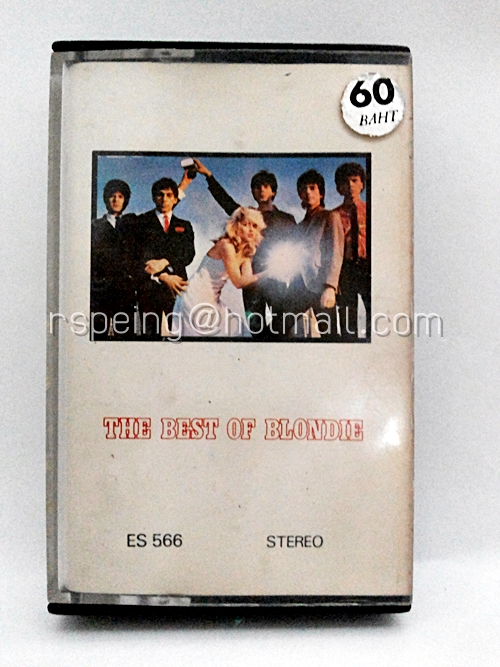 60
BAHT
rspeing@hotmail.com
THE BEST OF BLONDIE
ES 566 STEREO